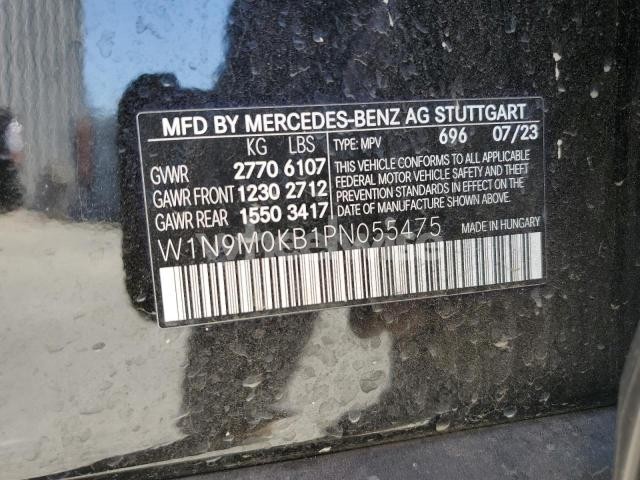 MFD BY MERCEDES-BENZ AG STUTTGART
KG LBS TYPE: MPV 696 07/23
GVWR 2770 6107
GAWR FRONT 1230 2712
GAWR REAR 1550 3417
THIS VEHICLE CONFORMS TO ALL APPLICABLE
FEDERAL MOTOR VEHICLE SAFETY AND THEFT
PREVENTION STANDARDS IN EFFECT ON THE
DATE OF MANUFACTURE SHOWN ABOVE.
W1N9M0KB1PN055475 MADE IN HUNGARY